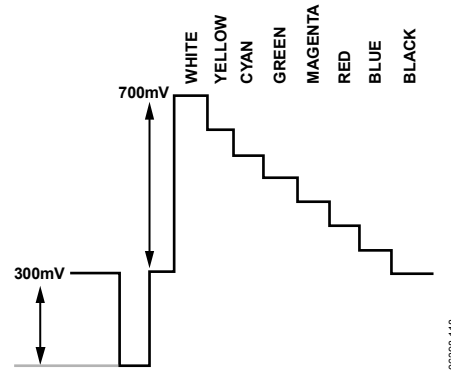 WHITE
YELLOW
CYAN
GREEN
MAGENTA
RED
BLUE
BLACK
700mV
300mV